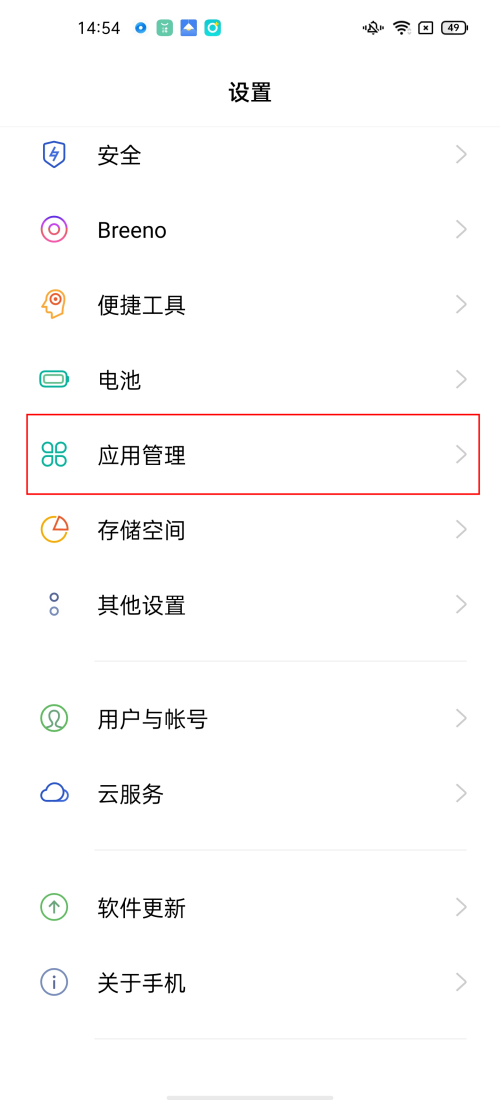 14:54
49
设置
安全
Breeno
便捷工具
电池
应用管理
存储空间
其他设置
用户与帐号
云服务
软件更新
关于手机